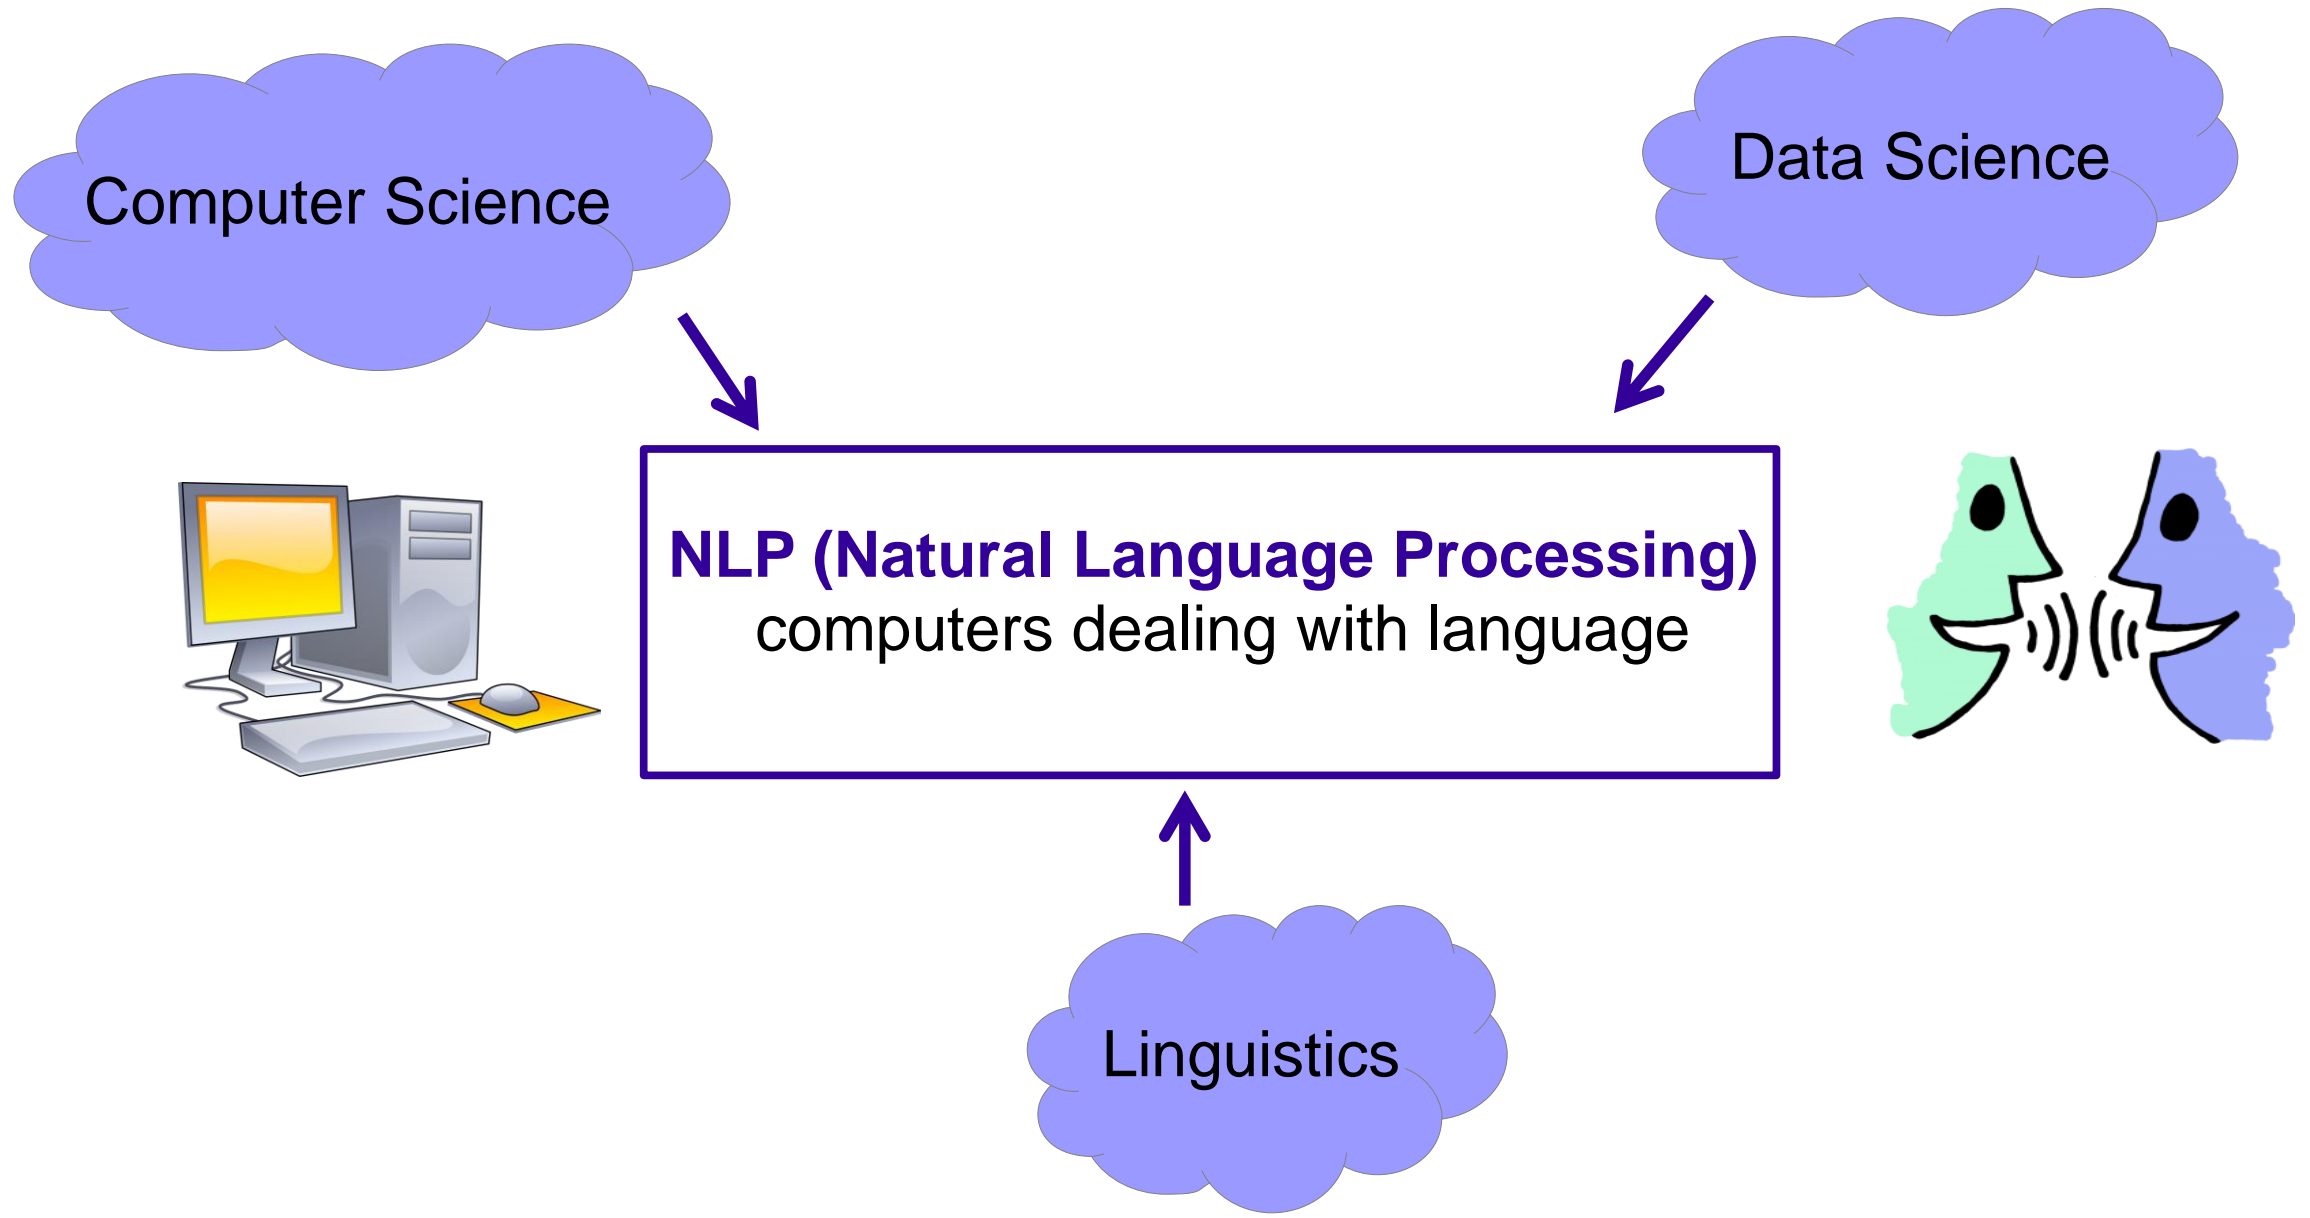 Computer Science
Data Science
NLP (Natural Language Processing)
computers dealing with language
Linguistics